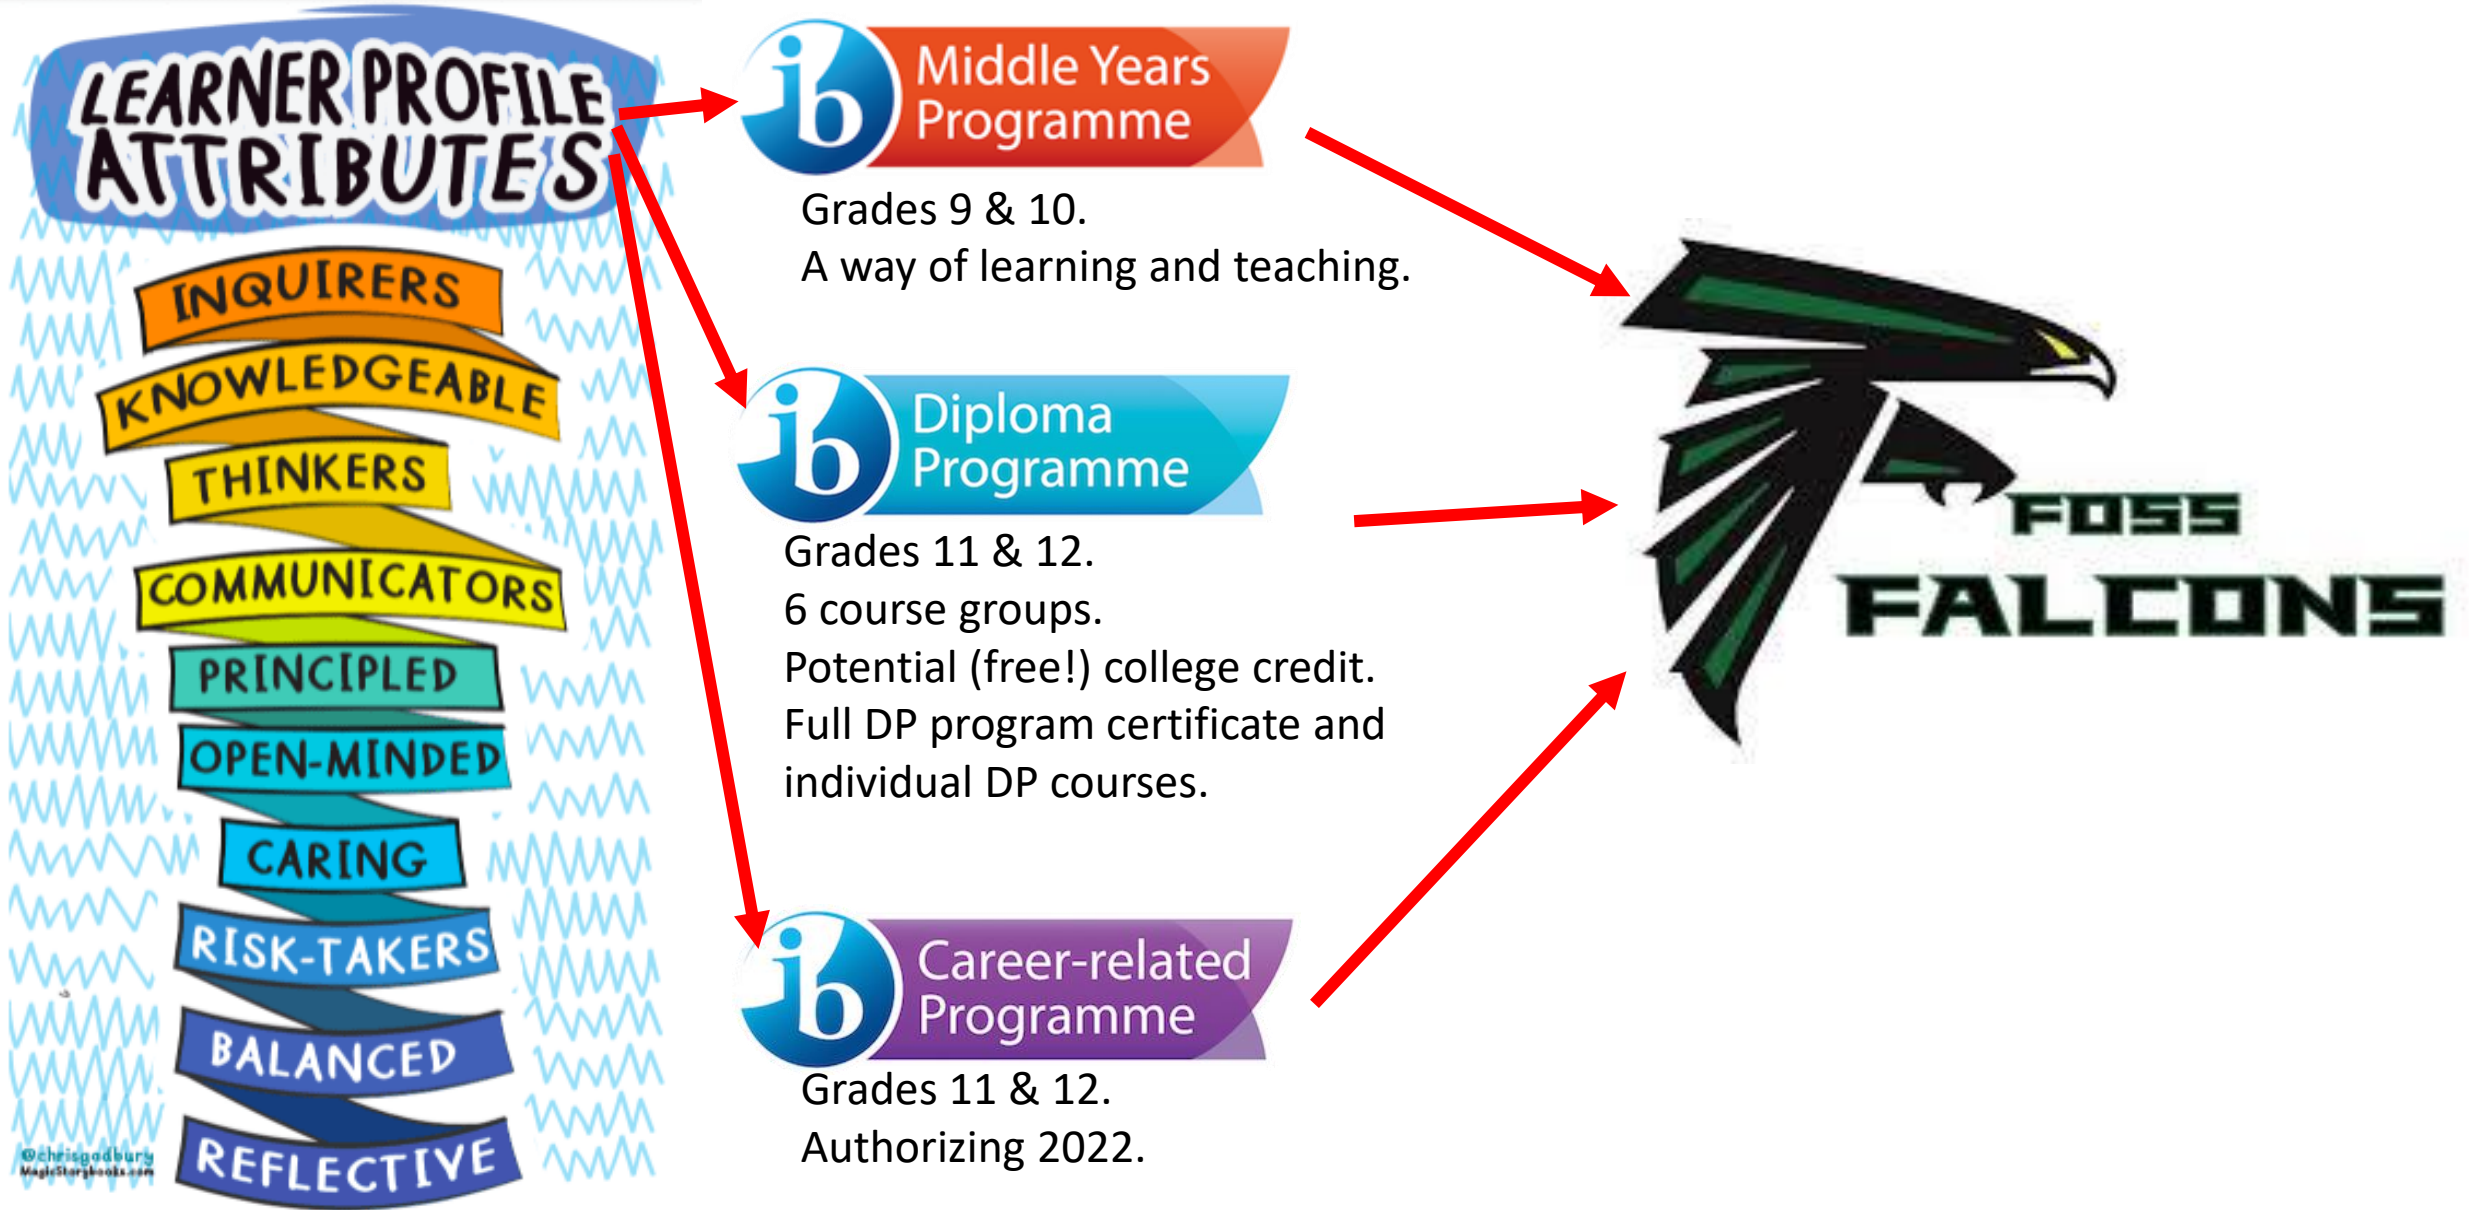 LEARNER PROFILE
ATTRIBUTES
INQUIRERS
KNOWLEDGEABLE
THINKERS
COMMUNICATORS
PRINCIPLED
OPEN-MINDED
CARING
RISK-TAKERS
BALANCED
REFLECTIVE
@chrisgadbury
MagicStorybooks.com
ib
Middle Years
Programme
Grades 9 & 10.
A way of learning and teaching.
ib
Diploma
Programme
Grades 11 & 12.
6 course groups.
Potential (free!) college credit.
Full DP program certificate and
individual DP courses.
ib
Career-related
Programme
Grades 11 & 12.
Authorizing 2022.
FOSS
FALCONS